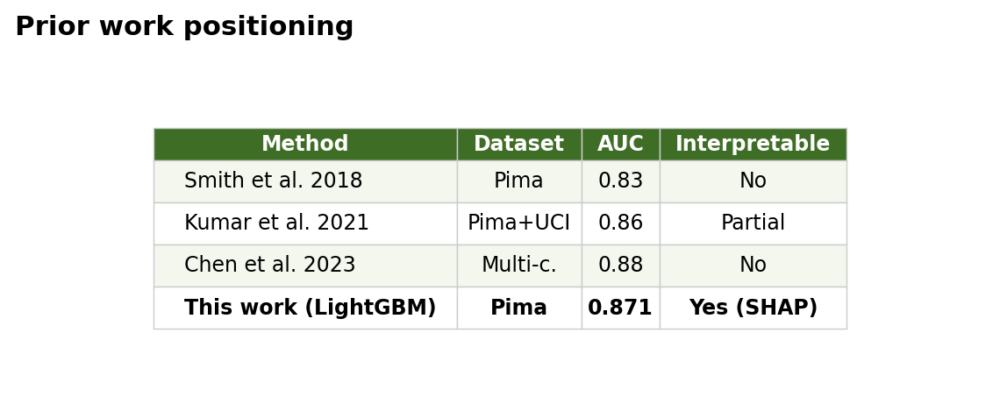 Prior work positioning
Method Dataset AUC Interpretable
Smith et al. 2018 Pima 0.83 No
Kumar et al. 2021 Pima+UCI 0.86 Partial
Chen et al. 2023 Multi-c. 0.88 No
This work (LightGBM) Pima 0.871 Yes (SHAP)